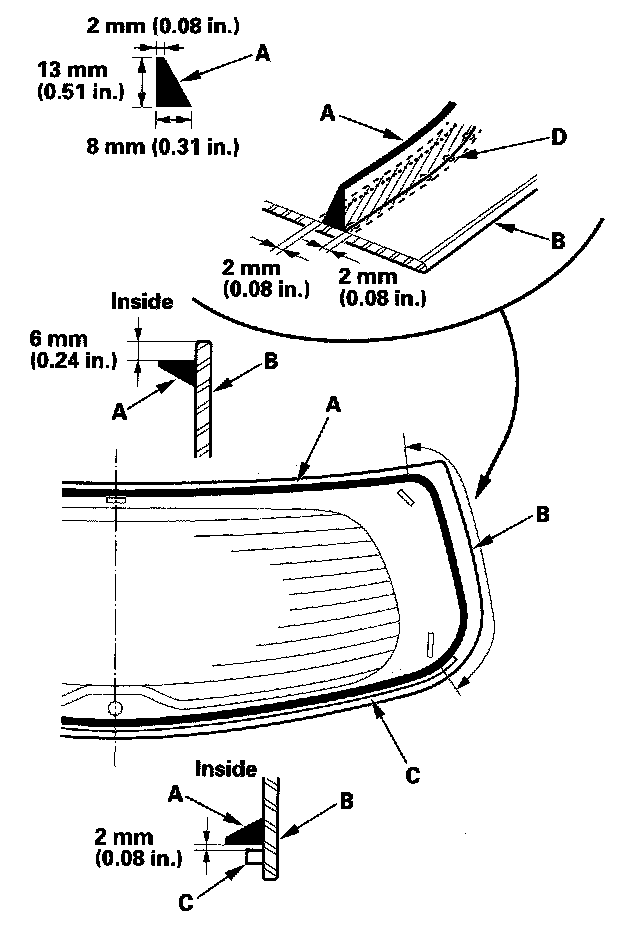 2 mm (0.08 in.)
A
13 mm
(0.51 in.)
8 mm (0.31 in.)
A
D
B
2 mm
(0.08 in.)
2 mm
(0.08 in.)
Inside
6 mm
(0.24 in.)
B
A
A
B
C
Inside
A
B
2 mm
(0.08 in.)
C